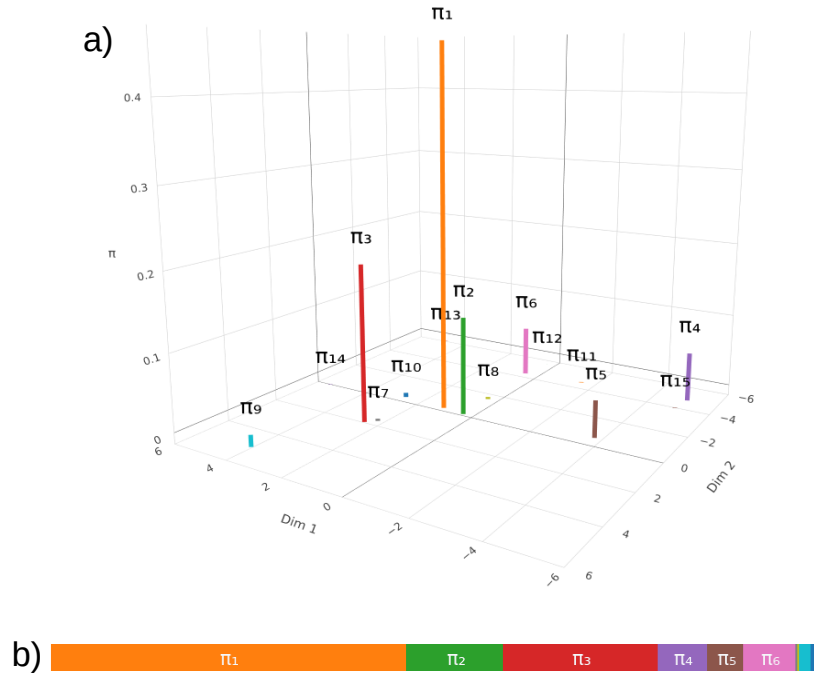 π₁
a)
0.4
0.3
π₃
π
0.2
π₂
π₆
π₁₃
π₄
π₁₂
0.1
π₁₄
π₁₁
π₁₀
π₈
π₅
π₁₅
π₇
−6
π₉
−4
0
6
−2
4
0
2
Dim 2
0
2
Dim 1
−2
4
−4
−6
6
b)
π₁
π₂
π₃
π₄
π₅
π₆